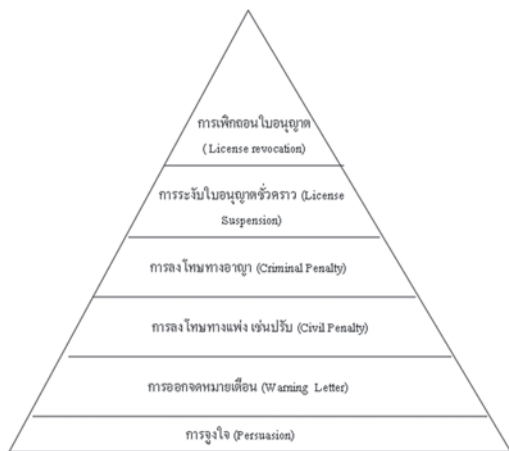 การเพิกถอนใบอนุญาต
( License revocation)
การระงับใบอนุญาตชั่วคราว (License
Suspension)
การลงโทษทางอาญา (Criminal Penalty)
การลงโทษทางแพ่ง เช่นปรับ (Civil Penalty)
การออกจดหมายเตือน (Warning Letter)
การจูงใจ (Persuasion)